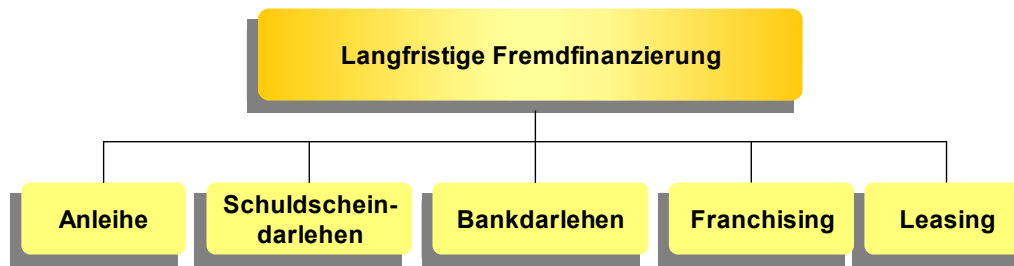 Langfristige Fremdfinanzierung
Anleihe
Schuldschein-
darlehen
Bankdarlehen
Franchising
Leasing